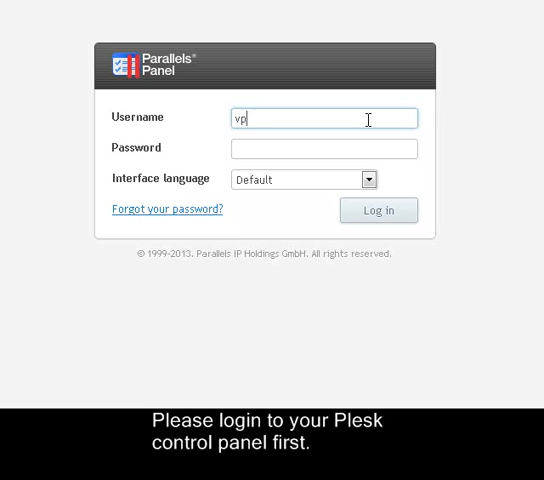 Parallels®
Panel
Username
vp
Password
Interface language
Default
Forgot your password?
Log in
© 1999-2013. Parallels IP Holdings GmbH. All rights reserved.
Please login to your Plesk
control panel first.